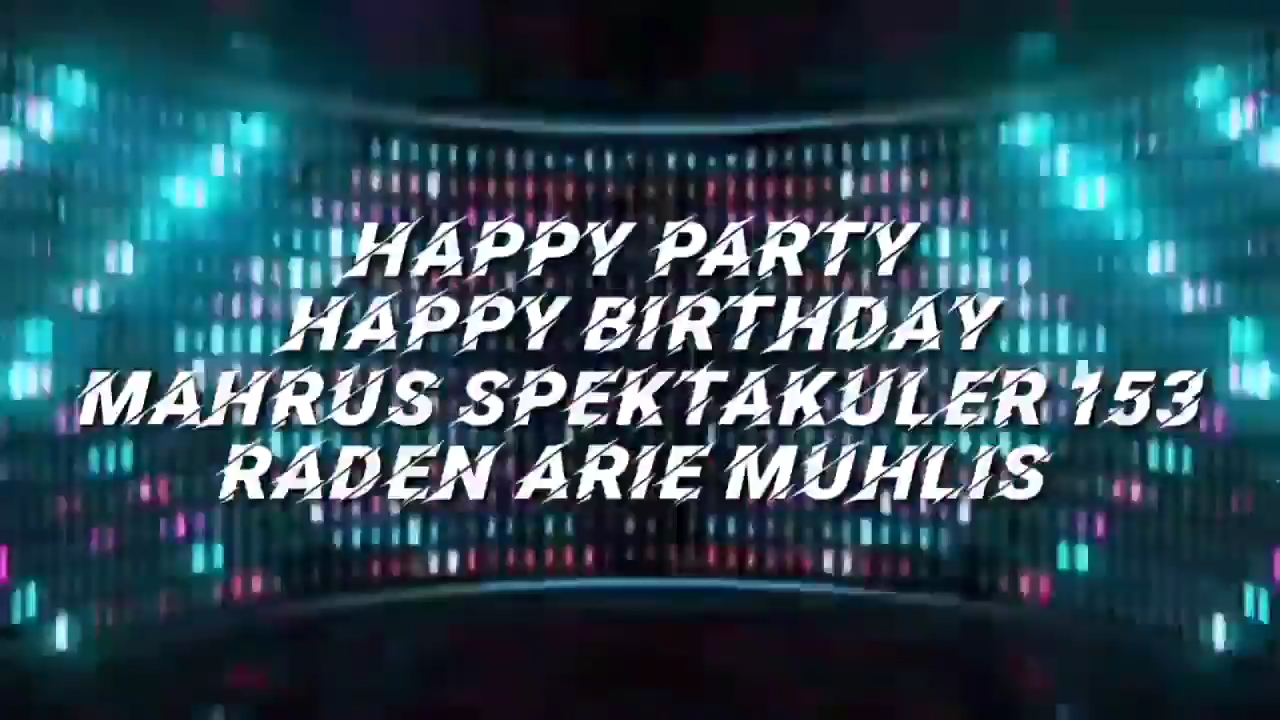 HAPPY PARTY
HAPPY BIRTHDAY
MAHRUS SPEKTAKULER 153
RADEN ARIE MUHLIS